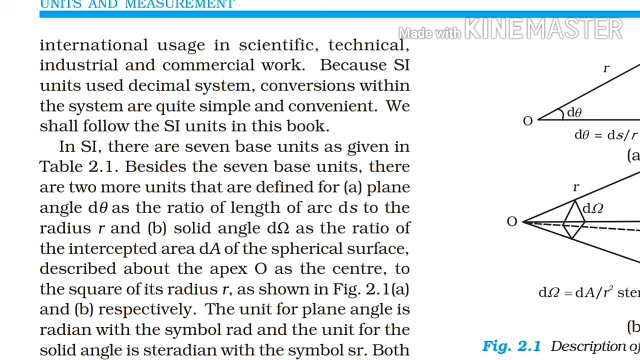 UNITS AND MEASUREMENT
Made with KINEMASTER
international usage in scientific, technical,
industrial and commercial work. Because SI
units used decimal system, conversions within
the system are quite simple and convenient. We
shall follow the SI units in this book.
In SI, there are seven base units as given in
Table 2.1. Besides the seven base units, there
are two more units that are defined for (a) plane
angle dθ as the ratio of length of arc ds to the
radius r and (b) solid angle dΩ as the ratio of
the intercepted area dA of the spherical surface,
described about the apex O as the centre, to
the square of its radius r, as shown in Fig. 2.1(a)
and (b) respectively. The unit for plane angle is
radian with the symbol rad and the unit for the
solid angle is steradian with the symbol sr. Both
r
O
dθ
dθ = ds/r
(a
r
dΩ
O
dΩ = dA/r² ster
(b
Fig. 2.1 Description of